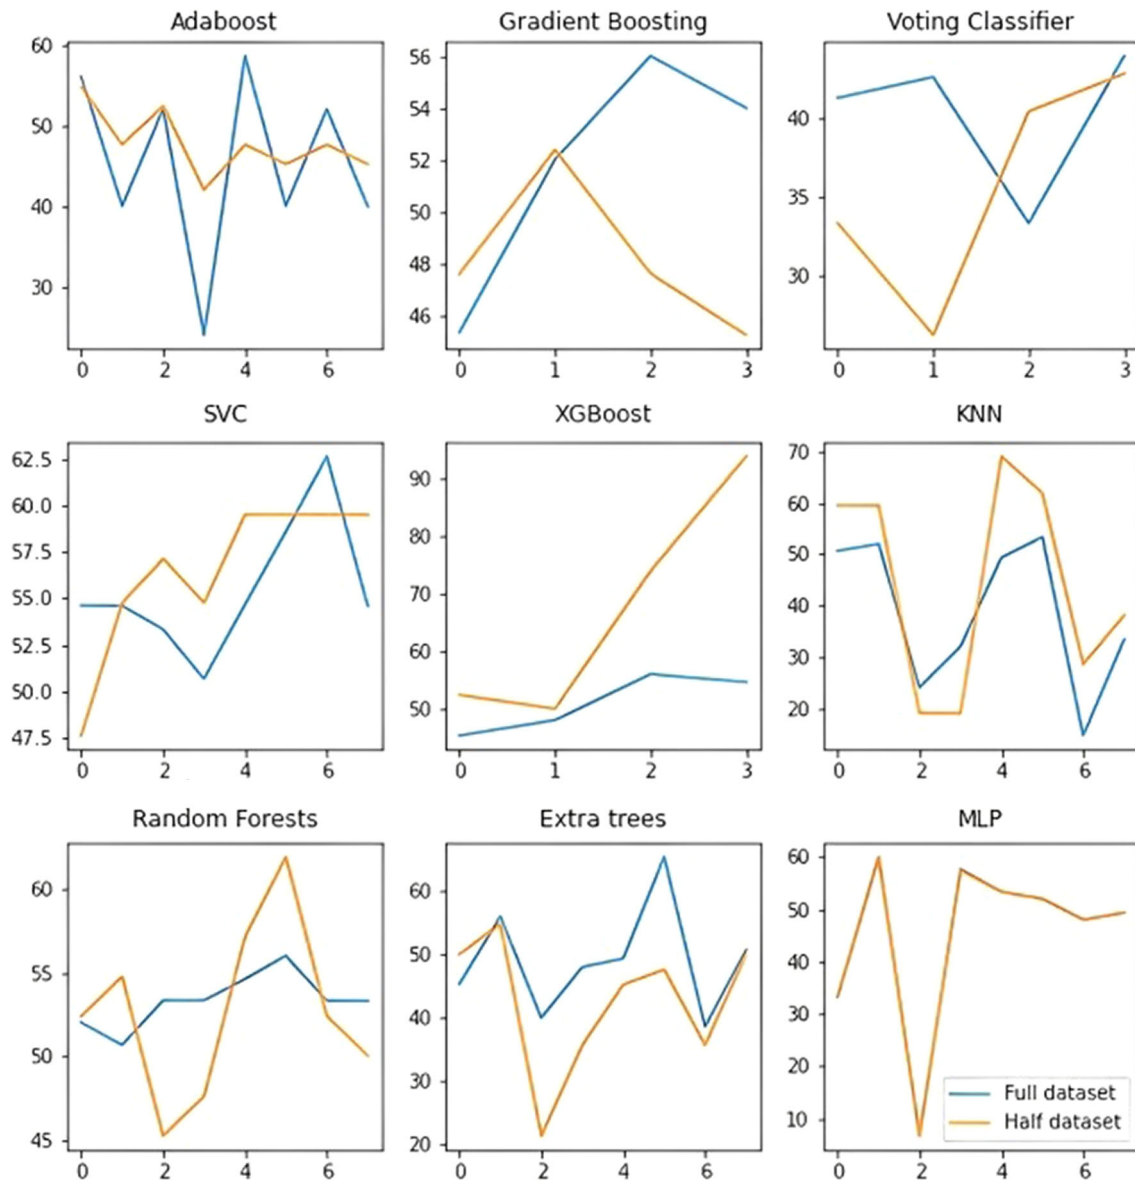 Adaboost
Gradient Boosting
Voting Classifier
60
50
40
30
0 2 4 6
56
54
52
50
48
46
0 1 2 3
40
35
30
0 1 2 3
SVC
XGBoost
KNN
62.5
60.0
57.5
55.0
52.5
50.0
47.5
0 2 4 6
90
80
70
60
50
0 1 2 3
70
60
50
40
30
20
0 2 4 6
Random Forests
Extra trees
MLP
60
55
50
45
0 2 4 6
60
50
40
30
20
0 2 4 6
60
50
40
30
20
10
0 2 4 6
Full dataset
Half dataset